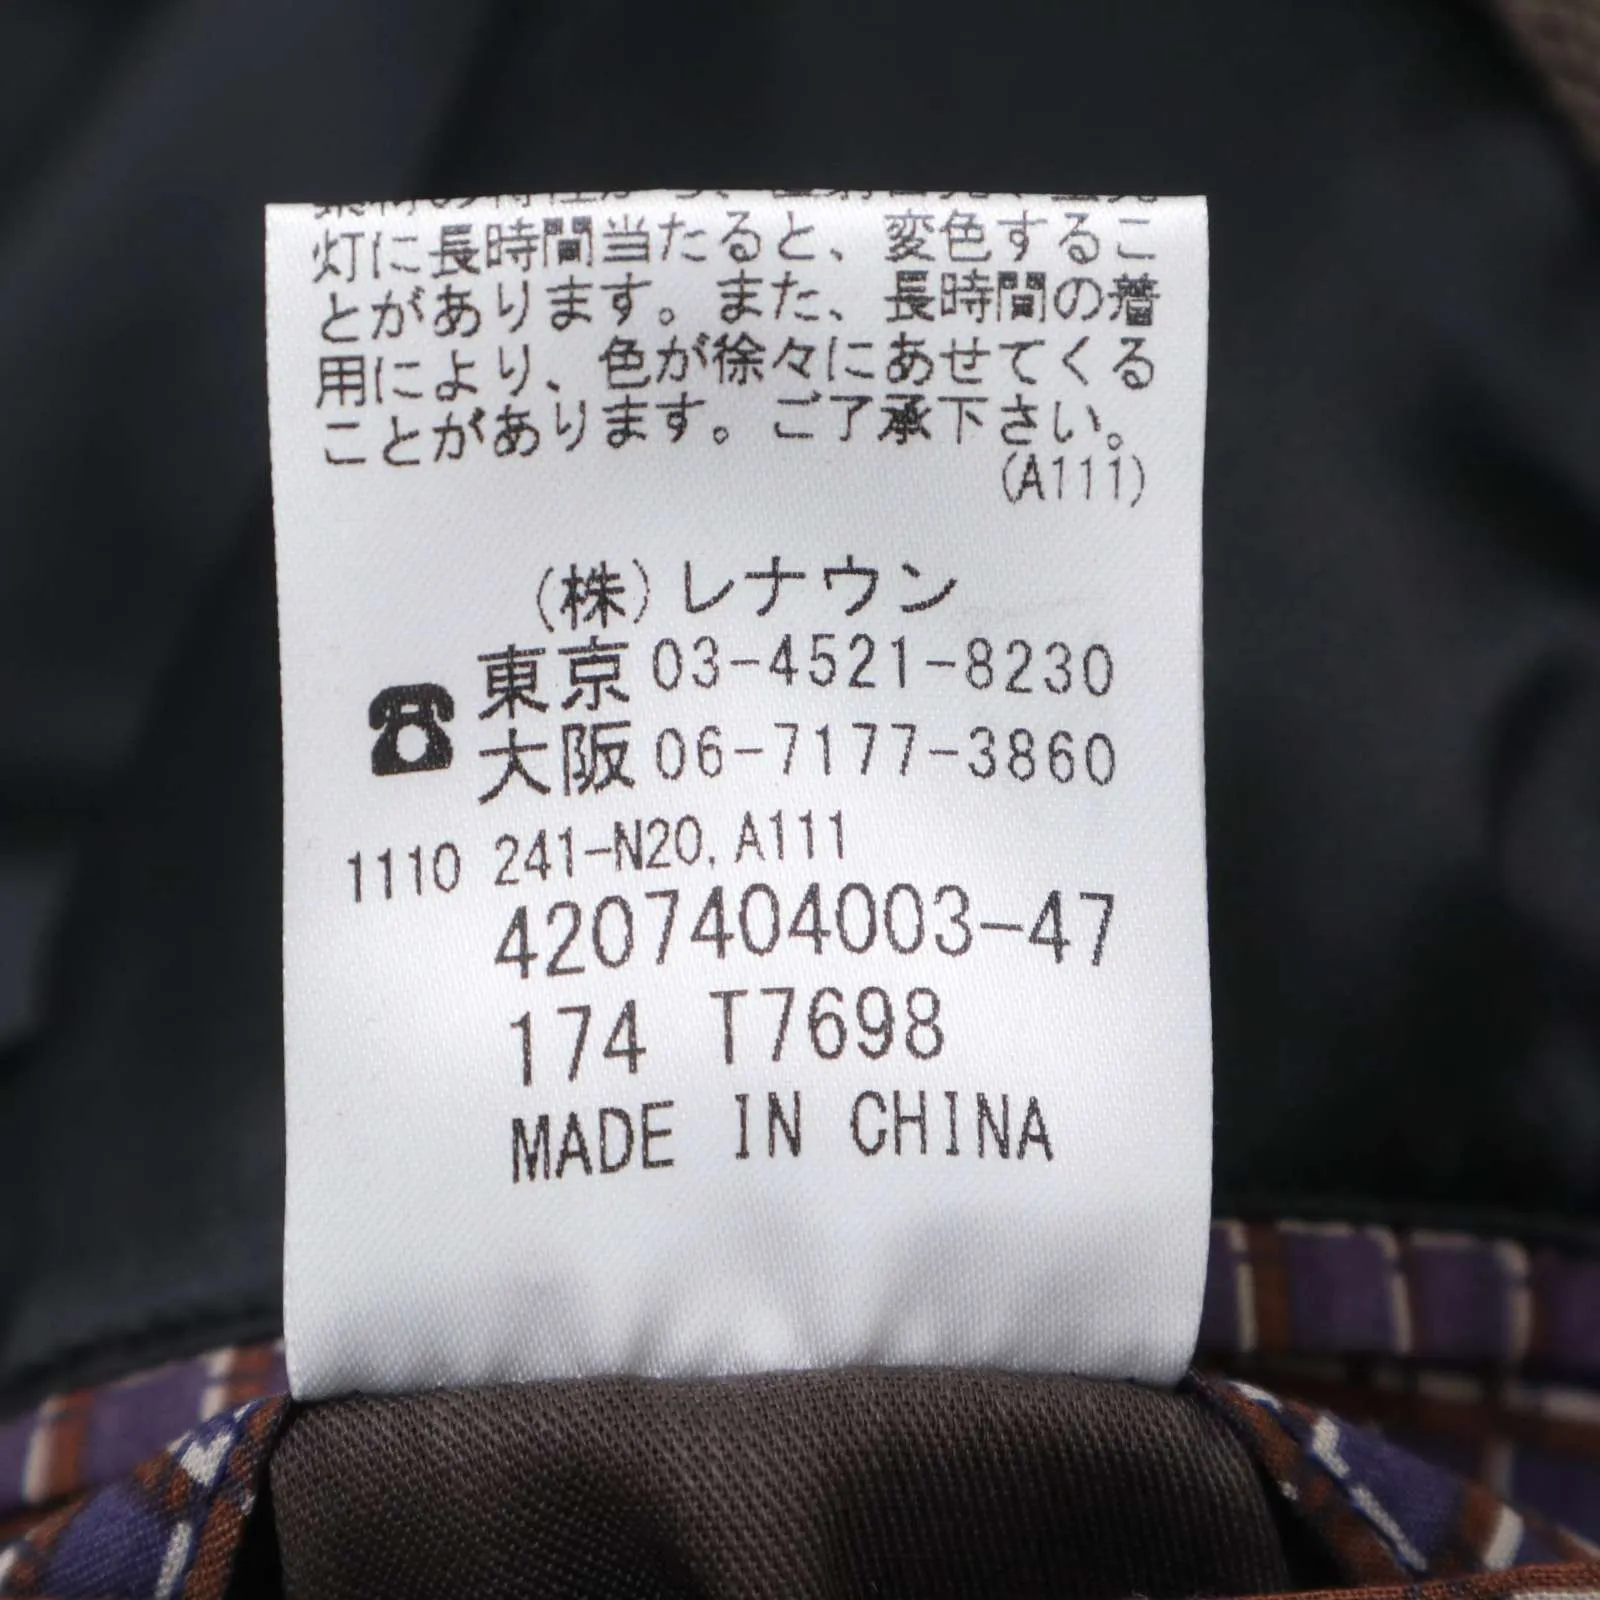 灯に長時間当たると、変色するこ
とがあります。また、長時間の着
用により、色が徐々にあせてくる
ことがあります。ご了承下さい。
(A111)
(株)レナウン
東京03-4521-8230
大阪06-7177-3860
1110 241-N20,A111
4207404003-47
174 T7698
MADE IN CHINA